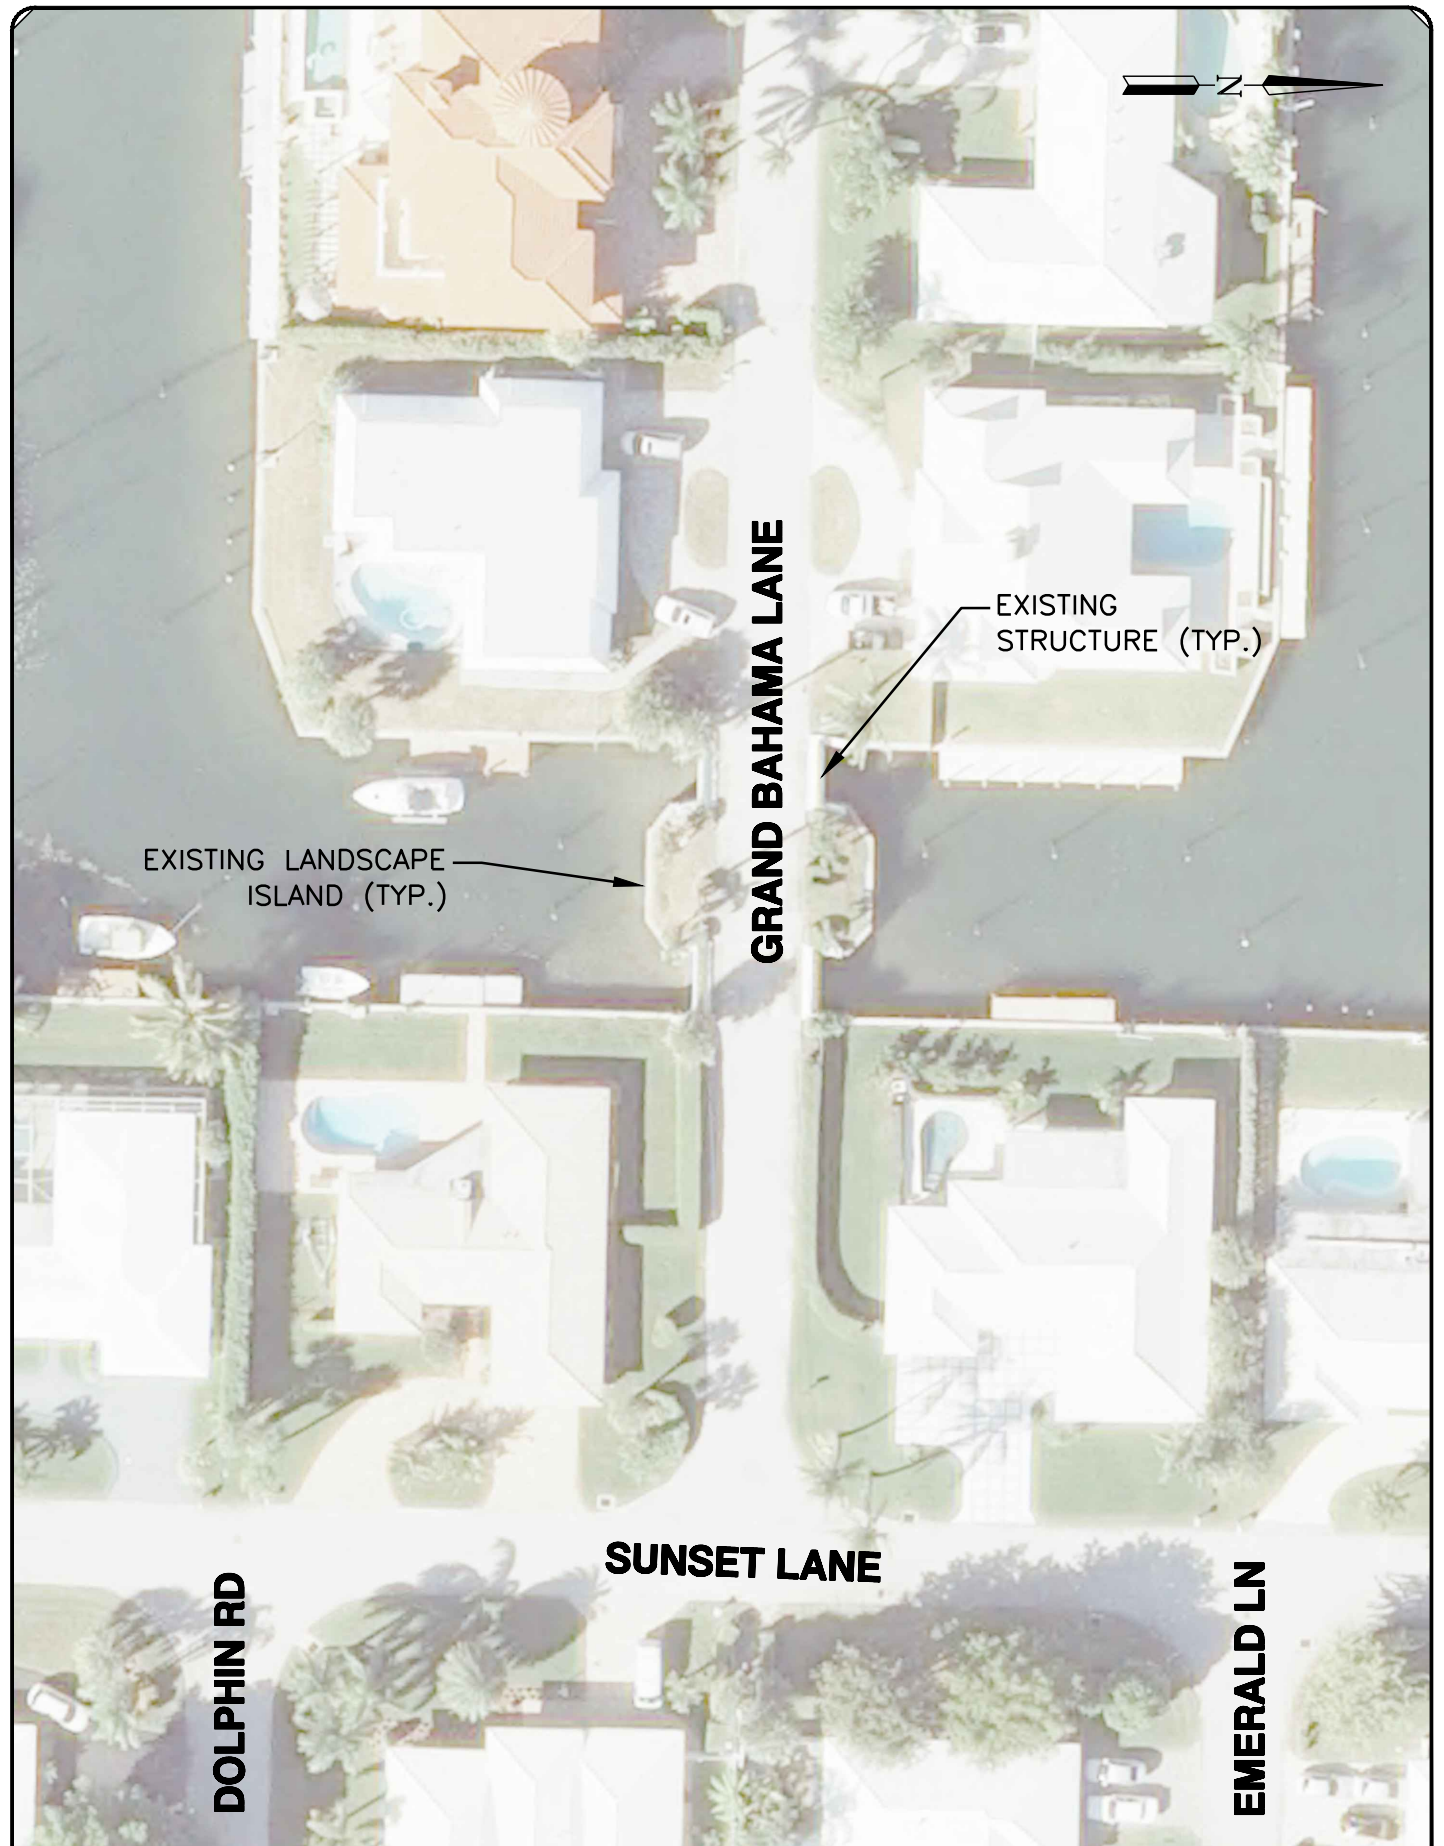 N
GRAND BAHAMA LANE
EXISTING
STRUCTURE (TYP.)
EXISTING LANDSCAPE
ISLAND (TYP.)
SUNSET LANE
DOLPHIN RD
EMERALD LN